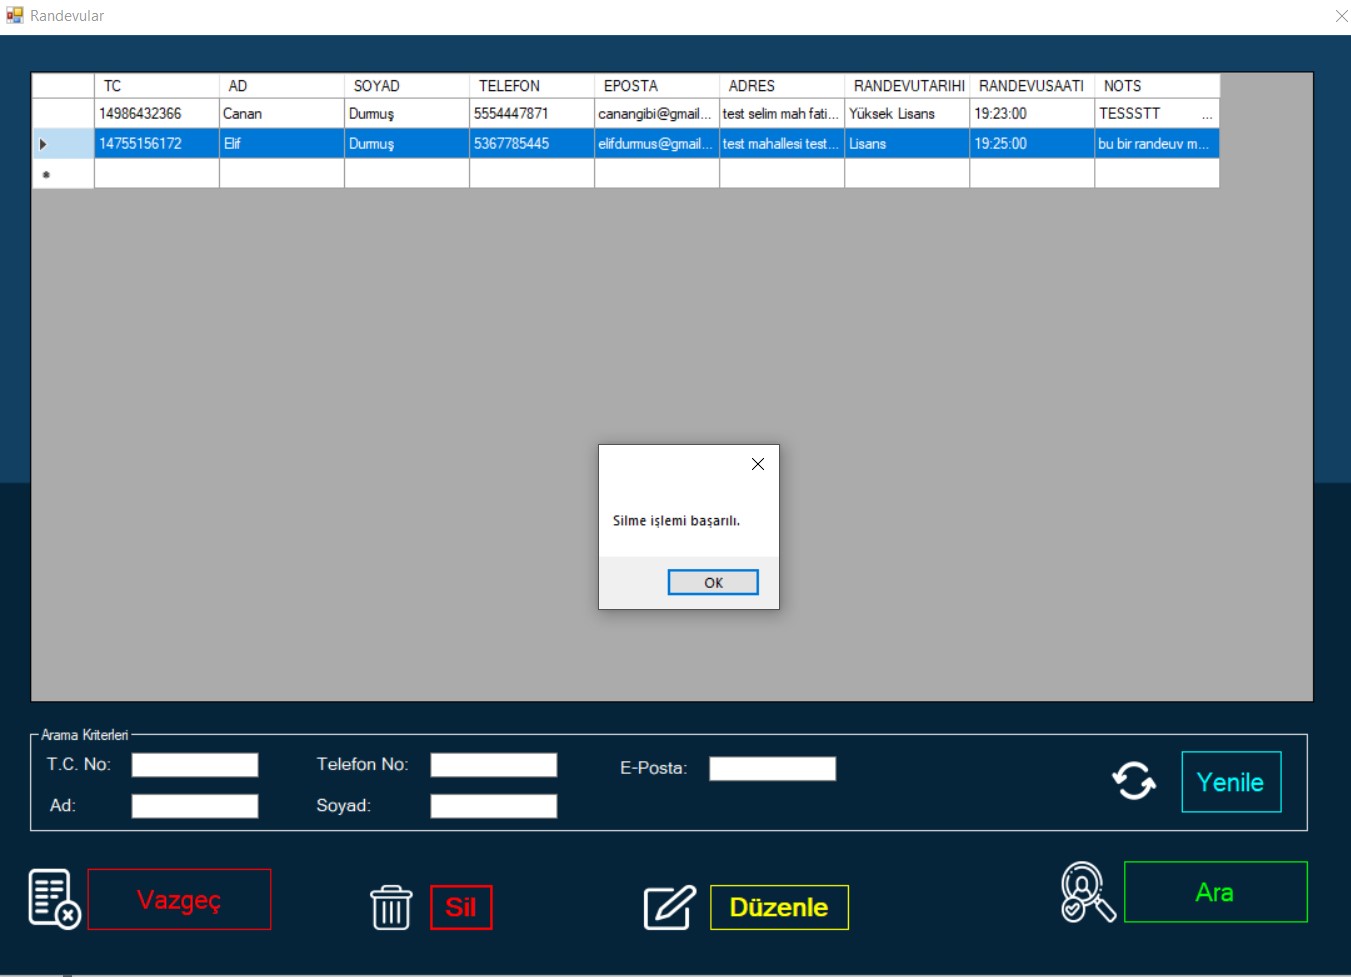 Randevular
TC AD SOYAD TELEFON EPOSTA ADRES RANDEVUTARIHI RANDEVUSAATI NOTS
14986432366 Canan Durmuş 5554447871 canangibi@gmail... test selim mah fati... Yüksek Lisans 19:23:00 TESSSTT ...
14755156172 Elif Durmuş 5367785445 elifdurmus@gmail... test mahallesi test... Lisans 19:25:00 bu bir randeuv m...
Silme işlemi başarılı.
OK
Arama Kriterleri
T.C. No: Telefon No: E-Posta:
Ad: Soyad:
Yenile
Vazgeç Sil Düzenle Ara